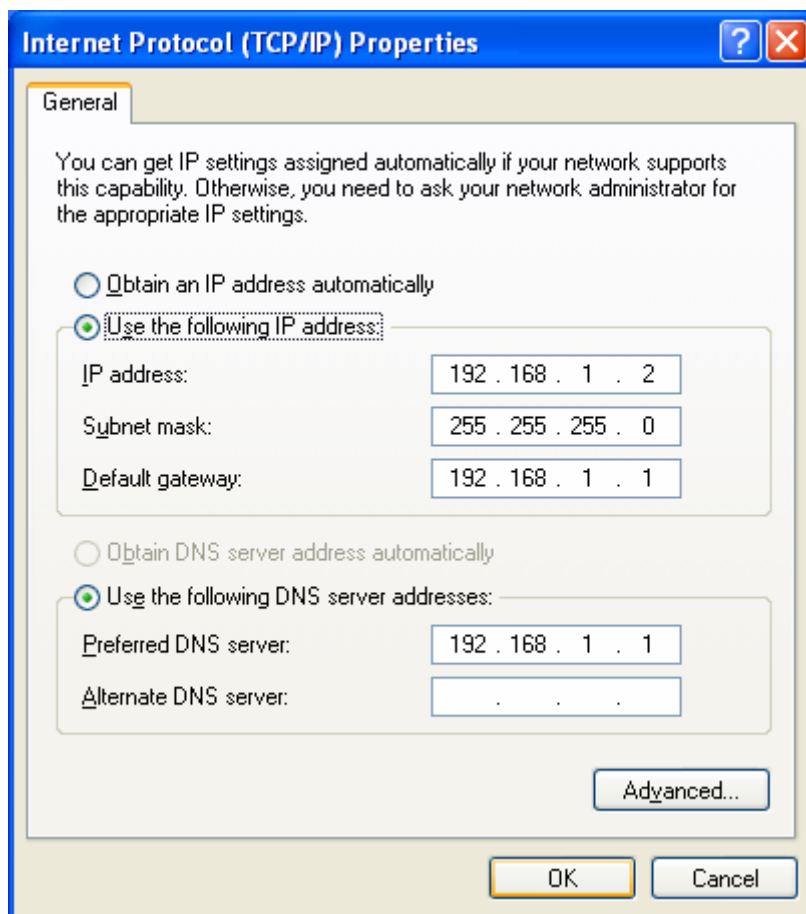 Internet Protocol (TCP/IP) Properties
General
You can get IP settings assigned automatically if your network supports
this capability. Otherwise, you need to ask your network administrator for
the appropriate IP settings.
Obtain an IP address automatically
Use the following IP address:
IP address: 192 . 168 . 1 . 2
Subnet mask: 255 . 255 . 255 . 0
Default gateway: 192 . 168 . 1 . 1
Obtain DNS server address automatically
Use the following DNS server addresses:
Preferred DNS server: 192 . 168 . 1 . 1
Alternate DNS server: . . .
Advanced...
OK Cancel